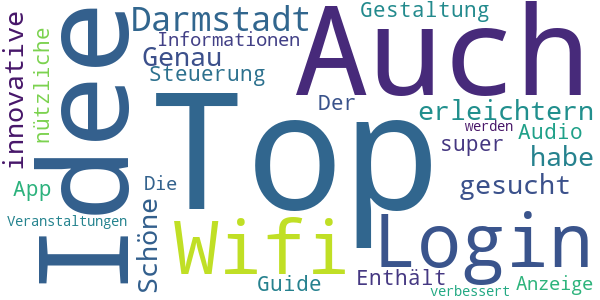 innovative
nützliche
Idee
Darmstadt
Informationen
Genau
Steuerung
Auch
Gestaltung
Top
Der
erleichtern
werden
Audio
super
habe
App
Die
gesucht
Veranstaltungen
Schöne
Wifi
Login
Guide
Enthält
Anzeige
verbessert